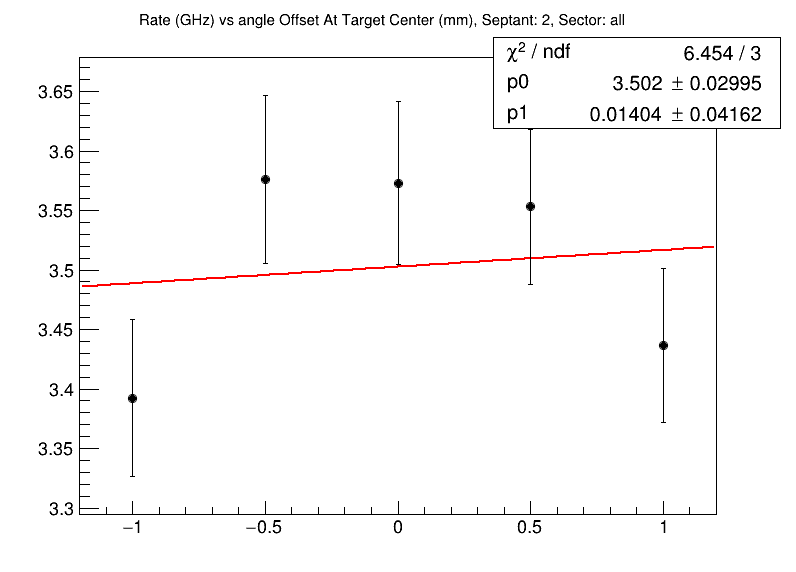 Rate (GHz) vs angle Offset At Target Center (mm), Septant: 2, Sector: all
χ² / ndf 6.454 / 3
p0 3.502 ± 0.02995
p1 0.01404 ± 0.04162
3.65
3.6
3.55
3.5
3.45
3.4
3.35
3.3
−1 −0.5 0 0.5 1